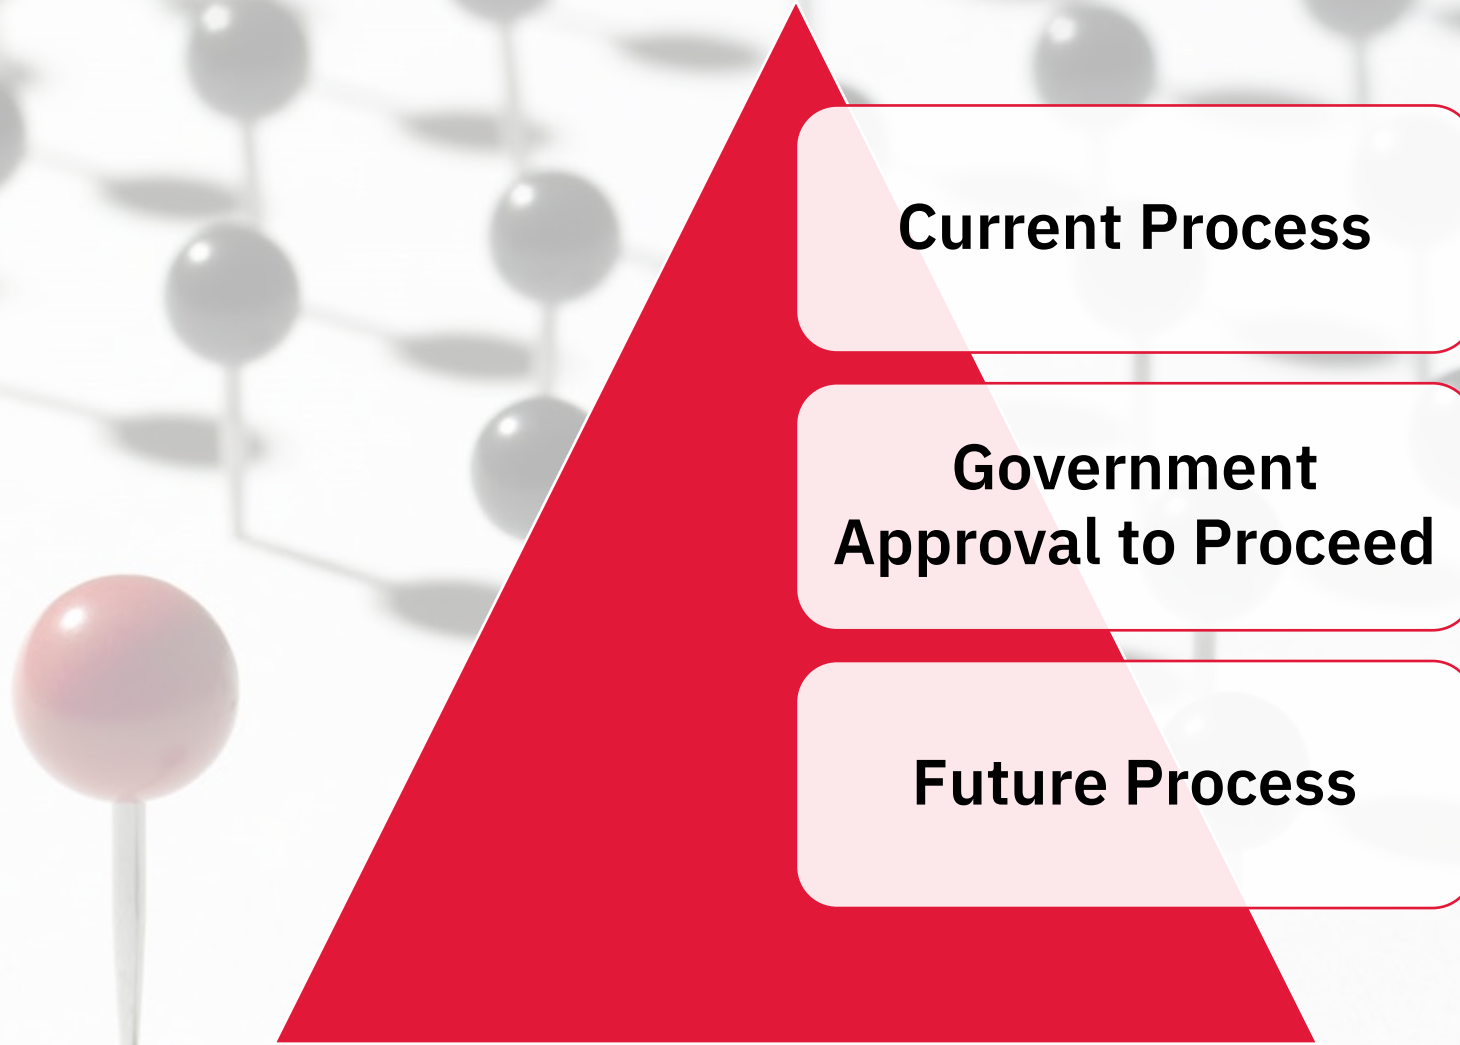 Current Process
Government
Approval to Proceed
Future Process